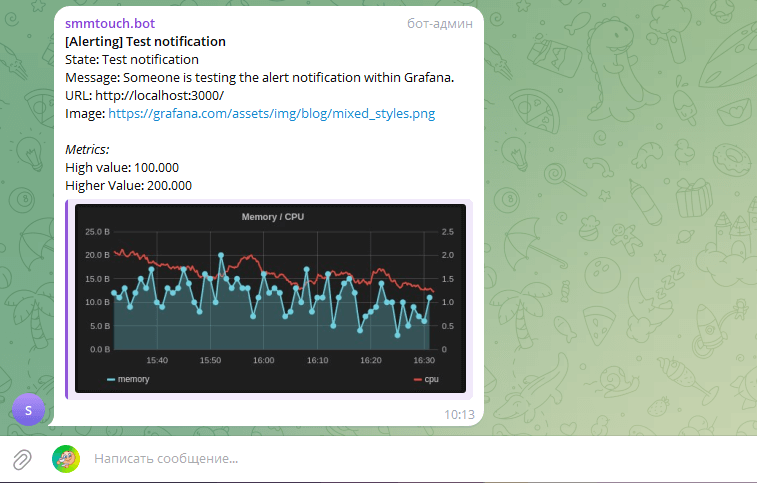 smmtouch.bot бот-админ
[Alerting] Test notification
State: Test notification
Message: Someone is testing the alert notification within Grafana.
URL: http://localhost:3000/
Image: https://grafana.com/assets/img/blog/mixed_styles.png
Metrics:
High value: 100.000
Higher Value: 200.000
Memory / CPU
25.0 B 2.5
20.0 B 2.0
15.0 B 1.5
10.0 B 1.0
5.0 B 0.5
0.0 B 0
15:40 15:50 16:00 16:10 16:20 16:30
memory cpu
S
10:13
Написать сообщение...